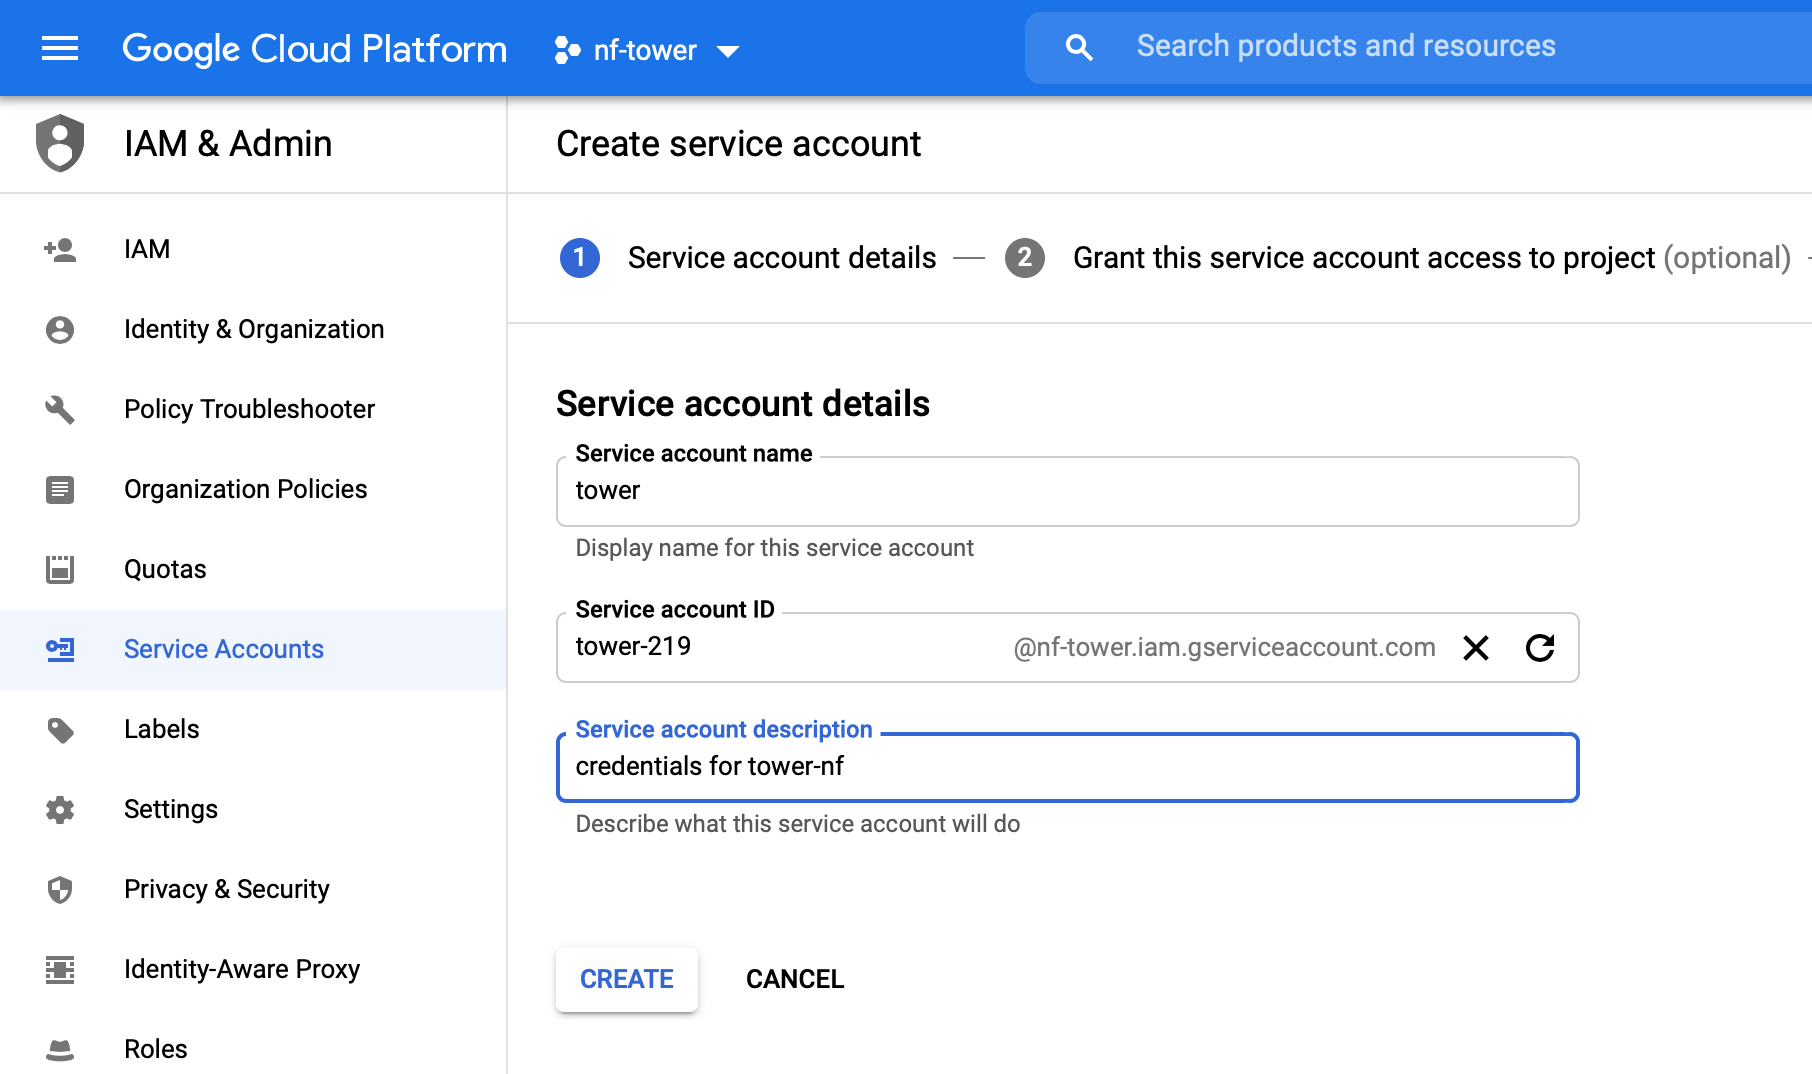 Google Cloud Platform
nf-tower
Search products and resources
IAM & Admin
Create service account
IAM
Identity & Organization
Policy Troubleshooter
Organization Policies
Quotas
Service Accounts
Labels
Settings
Privacy & Security
Identity-Aware Proxy
Roles
1 Service account details
2 Grant this service account access to project (optional)
Service account details
Service account name
tower
Display name for this service account
Service account ID
tower-219 @nf-tower.iam.gserviceaccount.com
Service account description
credentials for tower-nf
Describe what this service account will do
CREATE CANCEL